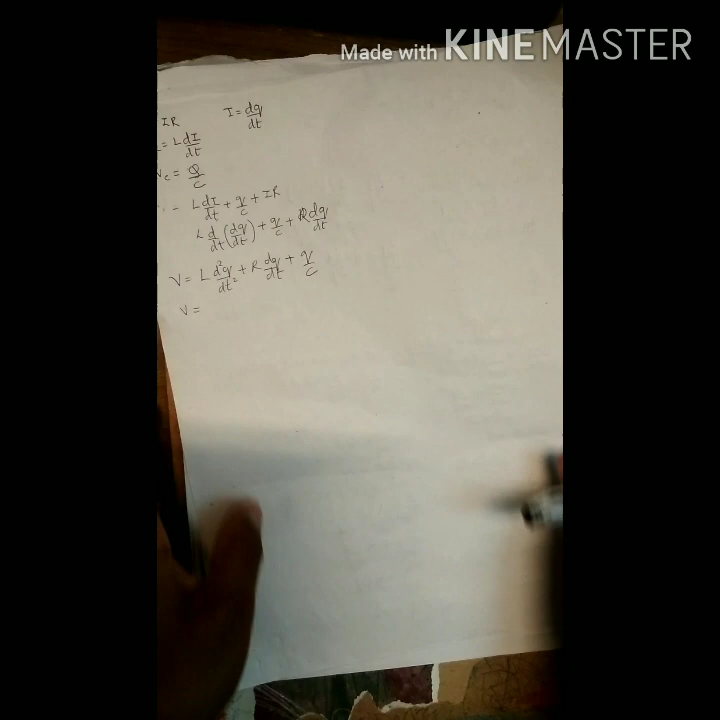 Made with KINEMASTER
IR I = dq/dt
= L dI/dt
Vc = Q/C
= L dI/dt + q/c + IR
L d/dt (dq/dt) + q/c + R dq/dt
V = L d²q/dt² + R dq/dt + q/c
V =